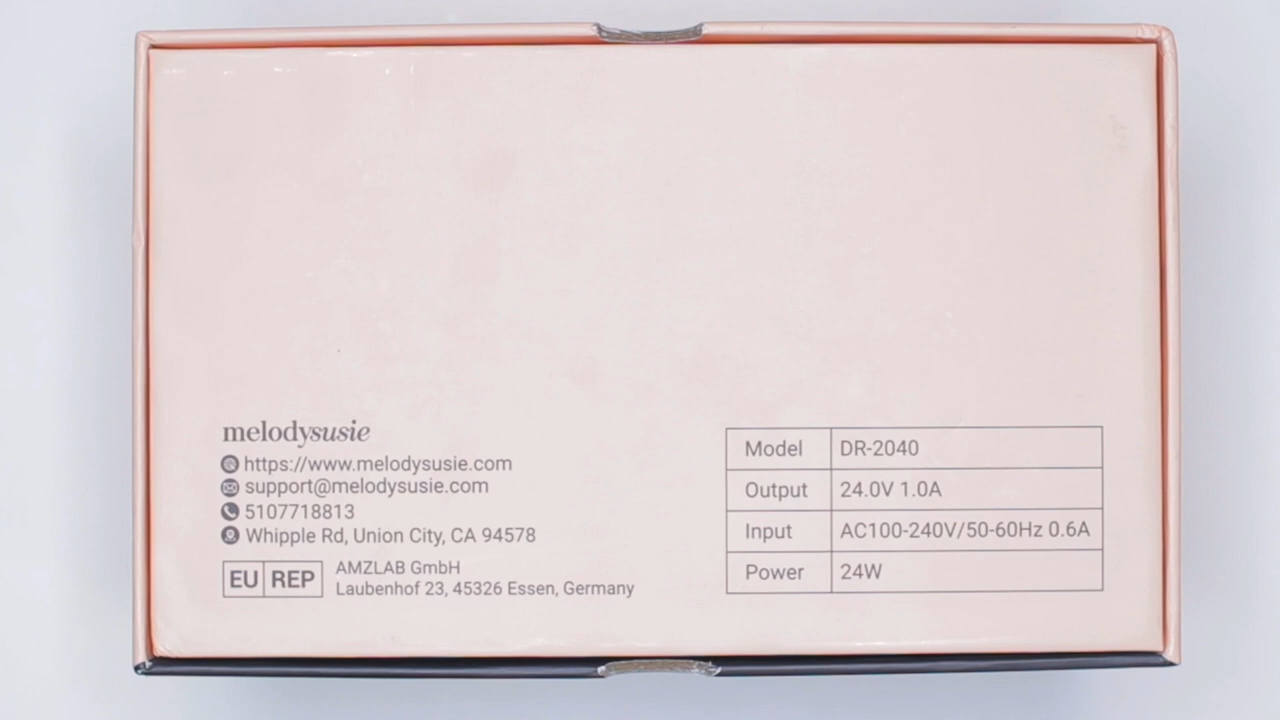 melodysusie
https://www.melodysusie.com
support@melodysusie.com
5107718813
Whipple Rd, Union City, CA 94578
EU REP
AMZLAB GmbH
Laubenhof 23, 45326 Essen, Germany
Model DR-2040
Output 24.0V 1.0A
Input AC100-240V/50-60Hz 0.6A
Power 24W